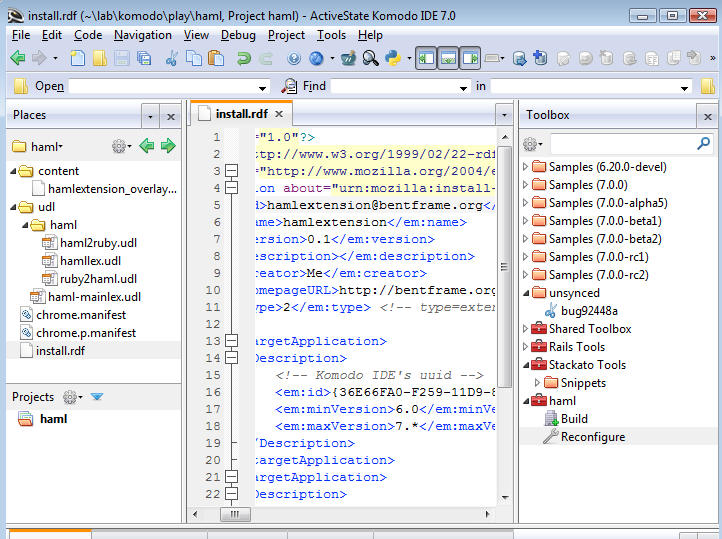 install.rdf (~\lab\komodo\play\haml, Project haml) - ActiveState Komodo IDE 7.0
File Edit Code Navigation View Debug Project Tools Help
Open Find in
Places
haml
content
hamlextension_overlay...
udl
haml
haml2ruby.udl
hamllex.udl
ruby2haml.udl
haml-mainlex.udl
chrome.manifest
chrome.p.manifest
install.rdf
Projects
haml
install.rdf
1 ="1.0"?>
2 ttp://www.w3.org/1999/02/22-rdf
3 ="http://www.mozilla.org/2004/e
4 ion about="urn:mozilla:install-
5 d>hamlextension@bentframe.org</
6 ame>hamlextension</em:name>
7 ersion>0.1</em:version>
8 escription></em:description>
9 reator>Me</em:creator>
10 omepageURL>http://bentframe.org
11 ype>2</em:type> <!-- type=exten
12
13 argetApplication>
14 Description>
15 <!-- Komodo IDE's uuid -->
16 <em:id>{36E66FA0-F259-11D9-8
17 <em:minVersion>6.0</em:minVe
18 <em:maxVersion>7.*</em:maxVe
19 /Description>
20 targetApplication>
21 argetApplication>
22 Description>
Toolbox
Samples (6.20.0-devel)
Samples (7.0.0)
Samples (7.0.0-alpha5)
Samples (7.0.0-beta1)
Samples (7.0.0-beta2)
Samples (7.0.0-rc1)
Samples (7.0.0-rc2)
unsynced
bug92448a
Shared Toolbox
Rails Tools
Stackato Tools
Snippets
haml
Build
Reconfigure